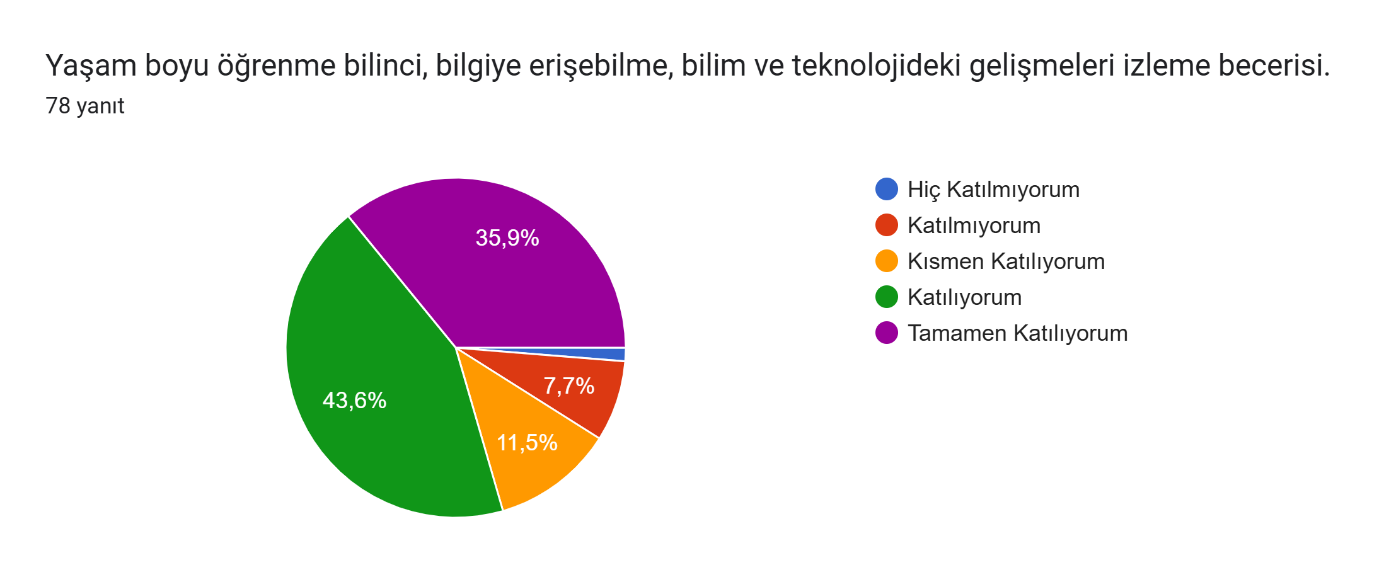 Yaşam boyu öğrenme bilinci, bilgiye erişebilme, bilim ve teknolojideki gelişmeleri izleme becerisi.
78 yanıt
35,9%
43,6%
7,7%
11,5%
Hiç Katılmıyorum
Katılmıyorum
Kısmen Katılıyorum
Katılıyorum
Tamamen Katılıyorum